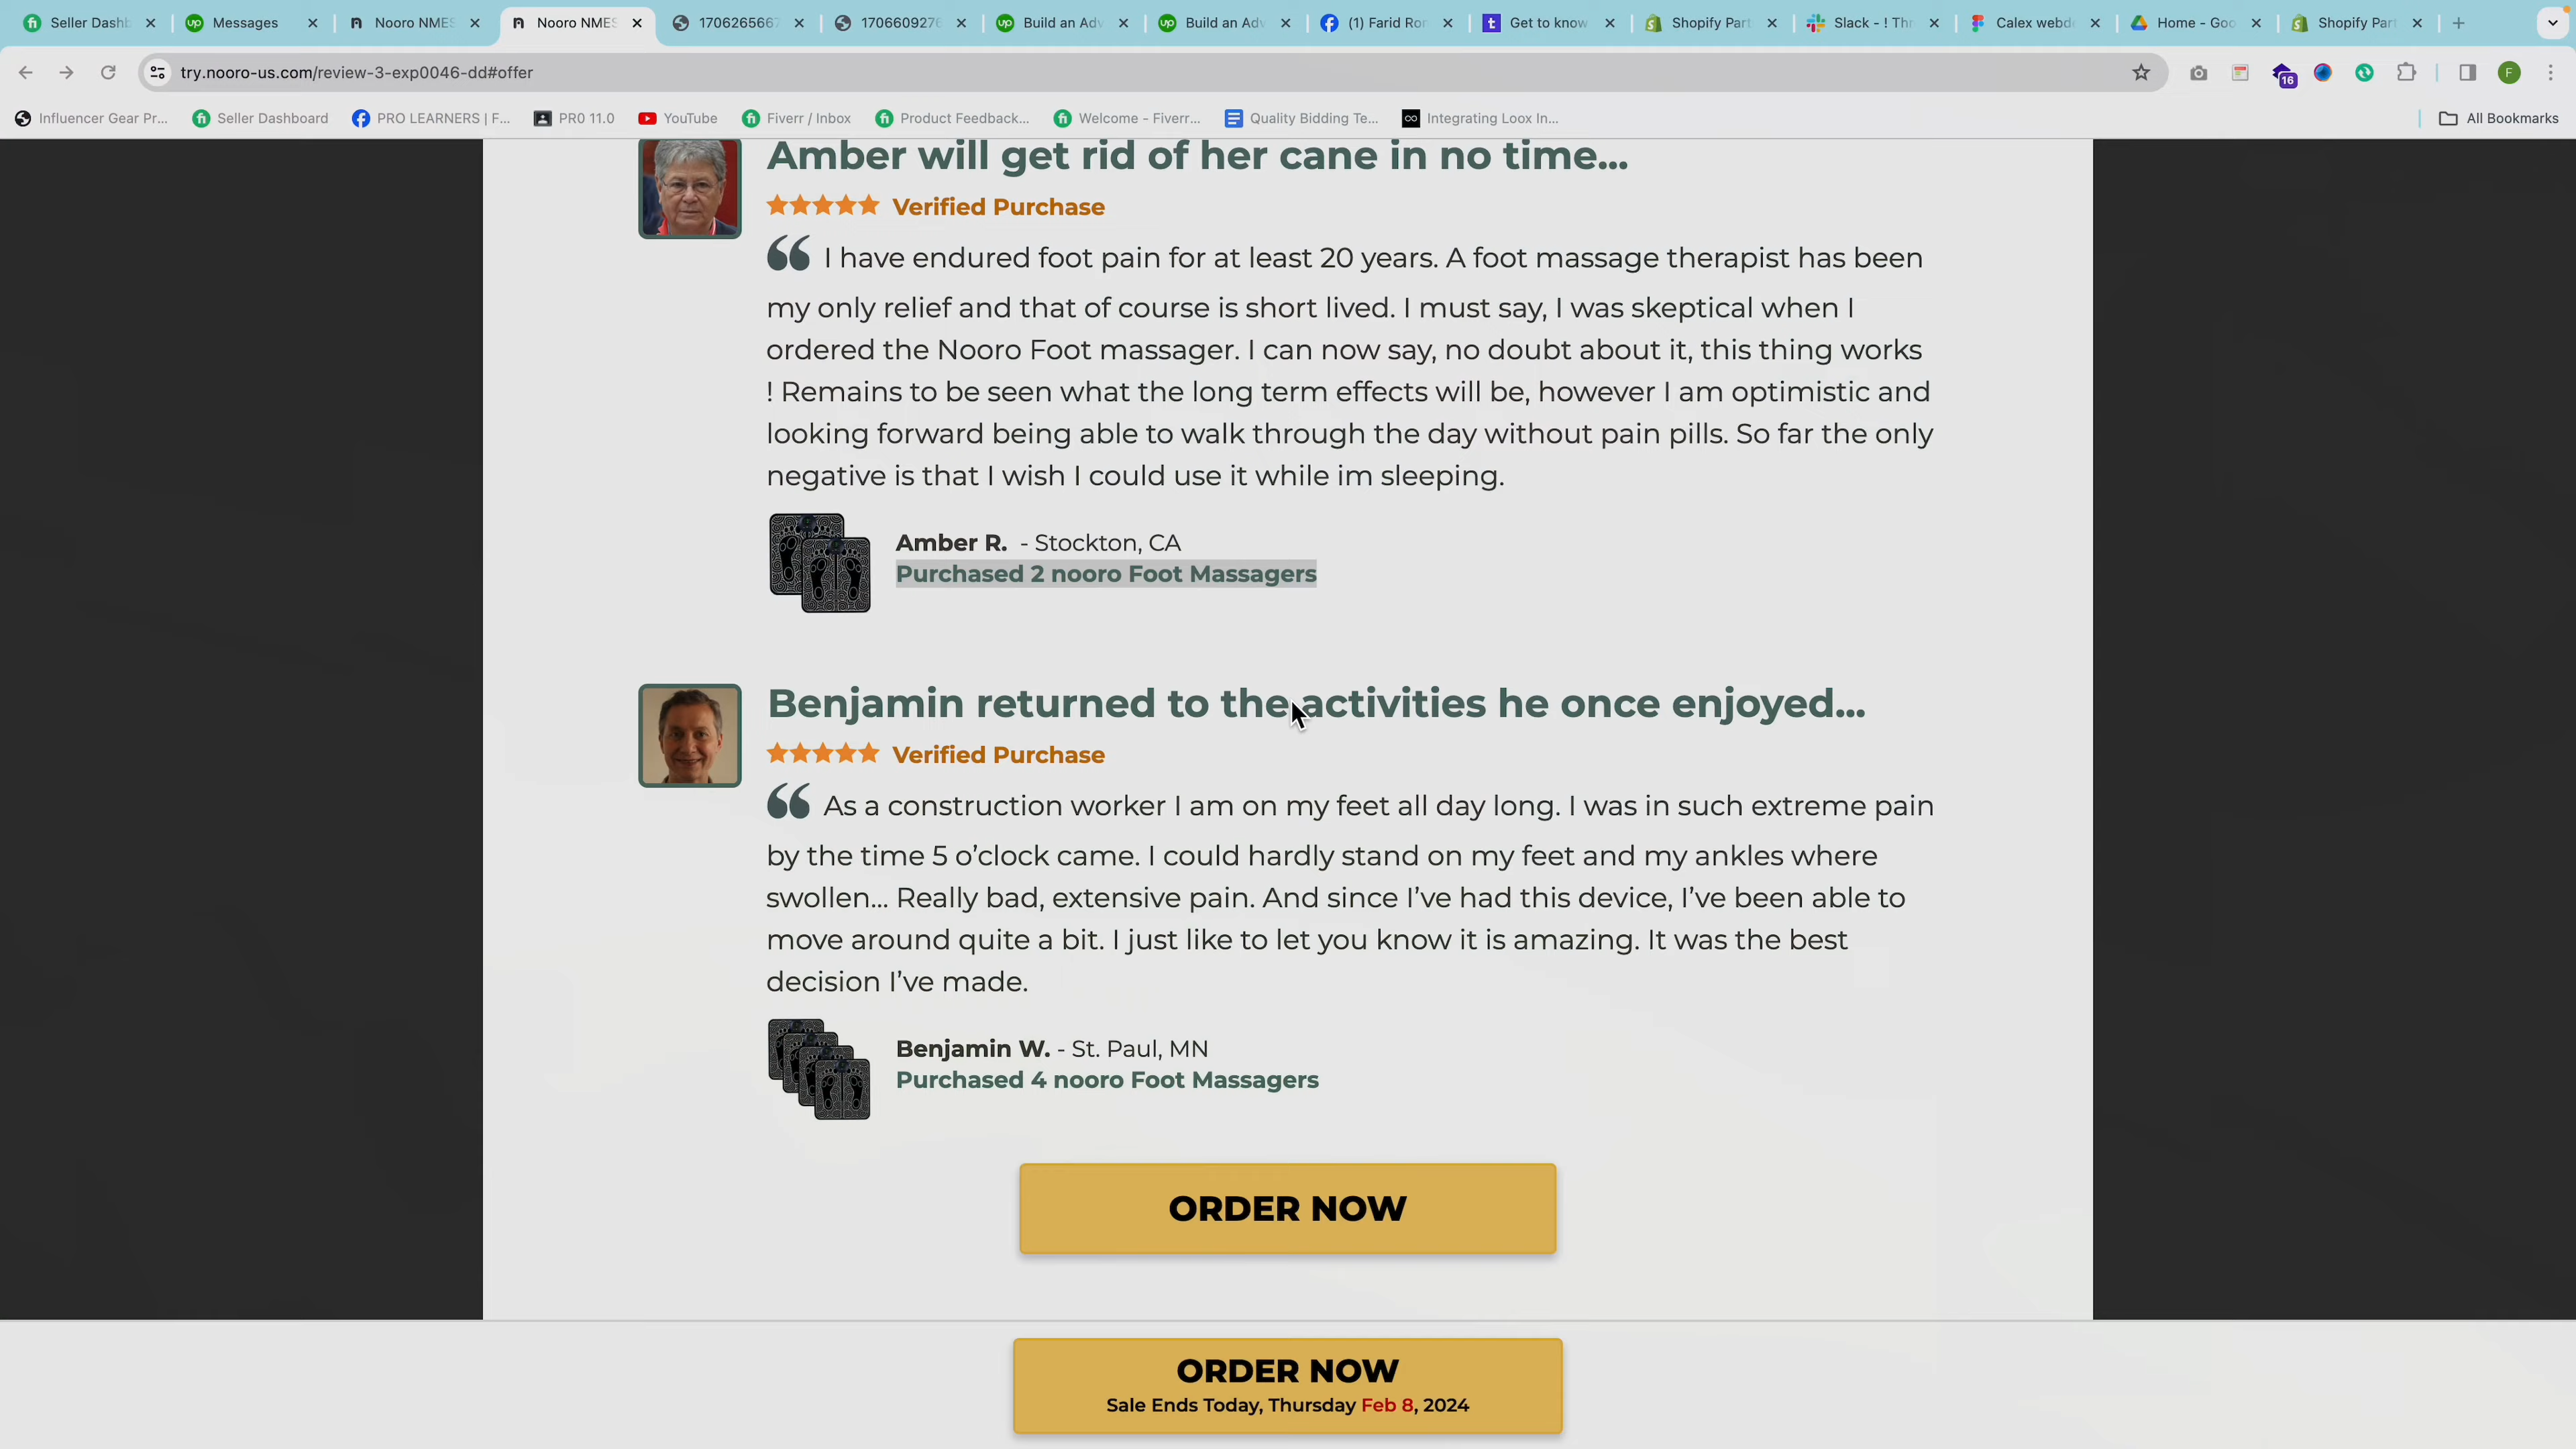 Seller Dashb
Messages
Nooro NMES
Nooro NMES
1706265667
1706609276
Build an Adv
Build an Adv
(1) Farid Ron
Get to know
Shopify Part
Slack - ! Thr
Calex webde
Home - Goo
Shopify Part
try.nooro-us.com/review-3-exp0046-dd#offer
16
F
Influencer Gear Pr...
Seller Dashboard
PRO LEARNERS | F...
PR0 11.0
YouTube
Fiverr / Inbox
Product Feedback...
Welcome - Fiverr...
Quality Bidding Te...
Integrating Loox In...
All Bookmarks
Amber will get rid of her cane in no time...
Verified Purchase
“ I have endured foot pain for at least 20 years. A foot massage therapist has been
my only relief and that of course is short lived. I must say, I was skeptical when I
ordered the Nooro Foot massager. I can now say, no doubt about it, this thing works
! Remains to be seen what the long term effects will be, however I am optimistic and
looking forward being able to walk through the day without pain pills. So far the only
negative is that I wish I could use it while im sleeping.
Amber R. - Stockton, CA
Purchased 2 nooro Foot Massagers
Benjamin returned to the activities he once enjoyed...
Verified Purchase
“ As a construction worker I am on my feet all day long. I was in such extreme pain
by the time 5 o’clock came. I could hardly stand on my feet and my ankles where
swollen... Really bad, extensive pain. And since I’ve had this device, I’ve been able to
move around quite a bit. I just like to let you know it is amazing. It was the best
decision I’ve made.
Benjamin W. - St. Paul, MN
Purchased 4 nooro Foot Massagers
ORDER NOW
ORDER NOW
Sale Ends Today, Thursday Feb 8, 2024